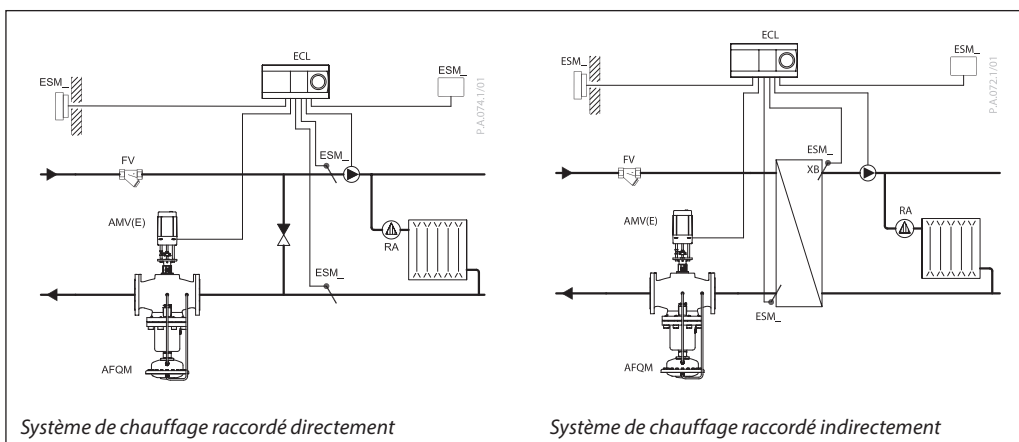 ECL
ESM_
ESM_
P.A.074.1/01
FV
ESM_
AMV(E)
RA
ESM_
AFQM
Système de chauffage raccordé directement
ECL
ESM_
ESM_
P.A.072.1/01
FV
ESM_
XB
AMV(E)
RA
ESM_
AFQM
Système de chauffage raccordé indirectement